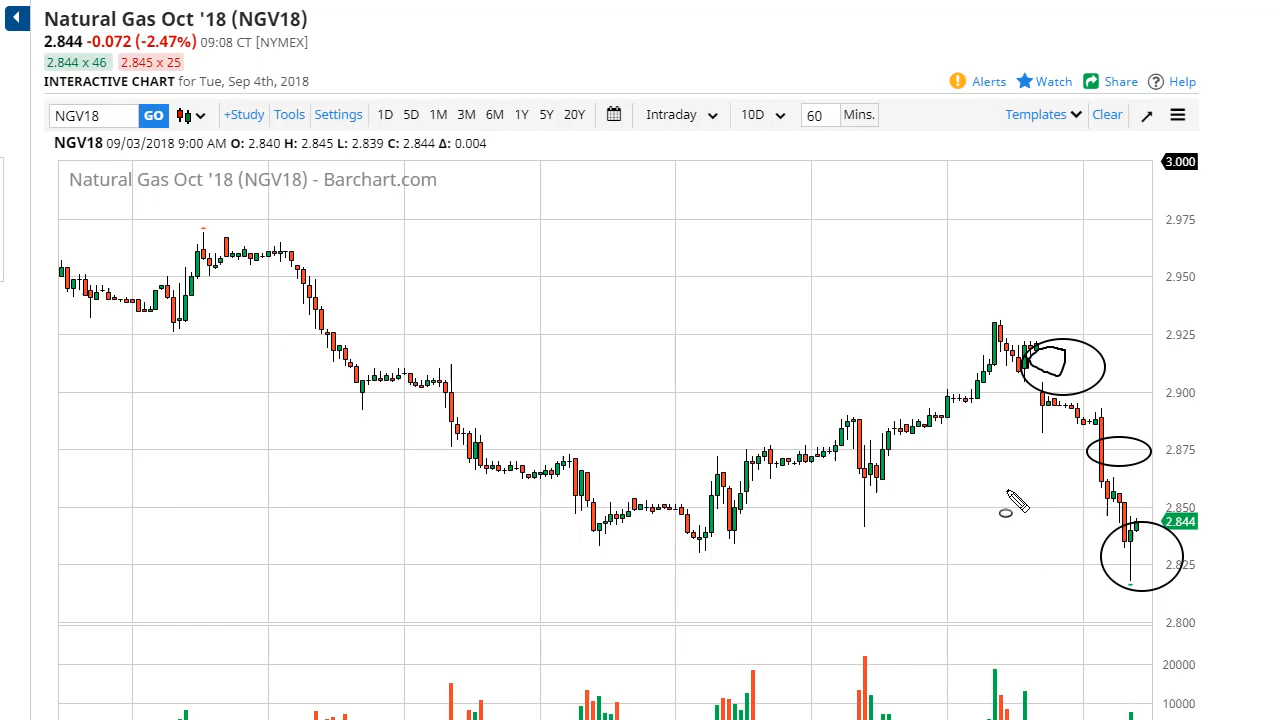 Natural Gas Oct '18 (NGV18)
2.844 -0.072 (-2.47%) 09:08 CT [NYMEX]
2.844 x 46 2.845 x 25
INTERACTIVE CHART for Tue, Sep 4th, 2018
Alerts Watch Share Help
NGV18 GO +Study Tools Settings 1D 5D 1M 3M 6M 1Y 5Y 20Y Intraday 10D 60 Mins. Templates Clear
NGV18 09/03/2018 9:00 AM O: 2.840 H: 2.845 L: 2.839 C: 2.844 Δ: 0.004
Natural Gas Oct '18 (NGV18) - Barchart.com
3.000
2.975
2.950
2.925
2.900
2.875
2.850
2.844
2.825
2.800
20000
10000